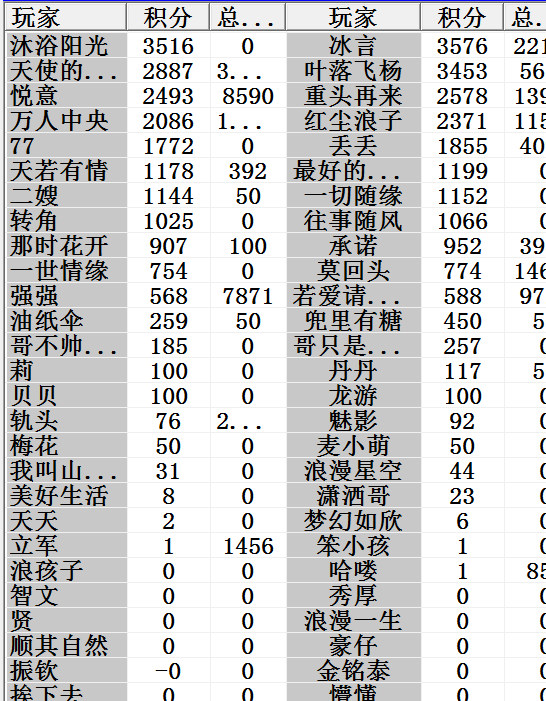 玩家 积分 总... 玩家 积分 总..
沐浴阳光 3516 0 冰言 3576 221
天使的... 2887 3... 叶落飞杨 3453 56
悦意 2493 8590 重头再来 2578 139
万人中央 2086 1... 红尘浪子 2371 115
77 1772 0 丢丢 1855 40
天若有情 1178 392 最好的... 1199 0
二嫂 1144 50 一切随缘 1152 0
转角 1025 0 往事随风 1066 0
那时花开 907 100 承诺 952 39
一世情缘 754 0 莫回头 774 146
强强 568 7871 若爱请... 588 97
油纸伞 259 50 兜里有糖 450 5
哥不帅... 185 0 哥只是... 257 0
莉 100 0 丹丹 117 5
贝贝 100 0 龙游 100 0
轨头 76 2... 魅影 92 0
梅花 50 0 麦小萌 50 0
我叫山... 31 0 浪漫星空 44 0
美好生活 8 0 潇洒哥 23 0
天天 2 0 梦幻如欣 6 0
立军 1 1456 笨小孩 1 0
浪孩子 0 0 哈喽 1 85
智文 0 0 秀厚 0 0
贤 0 0 浪漫一生 0 0
顺其自然 0 0 豪仔 0 0
振钦 -0 0 金铭泰 0 0
挨下去 0 0 懵懂 0 0